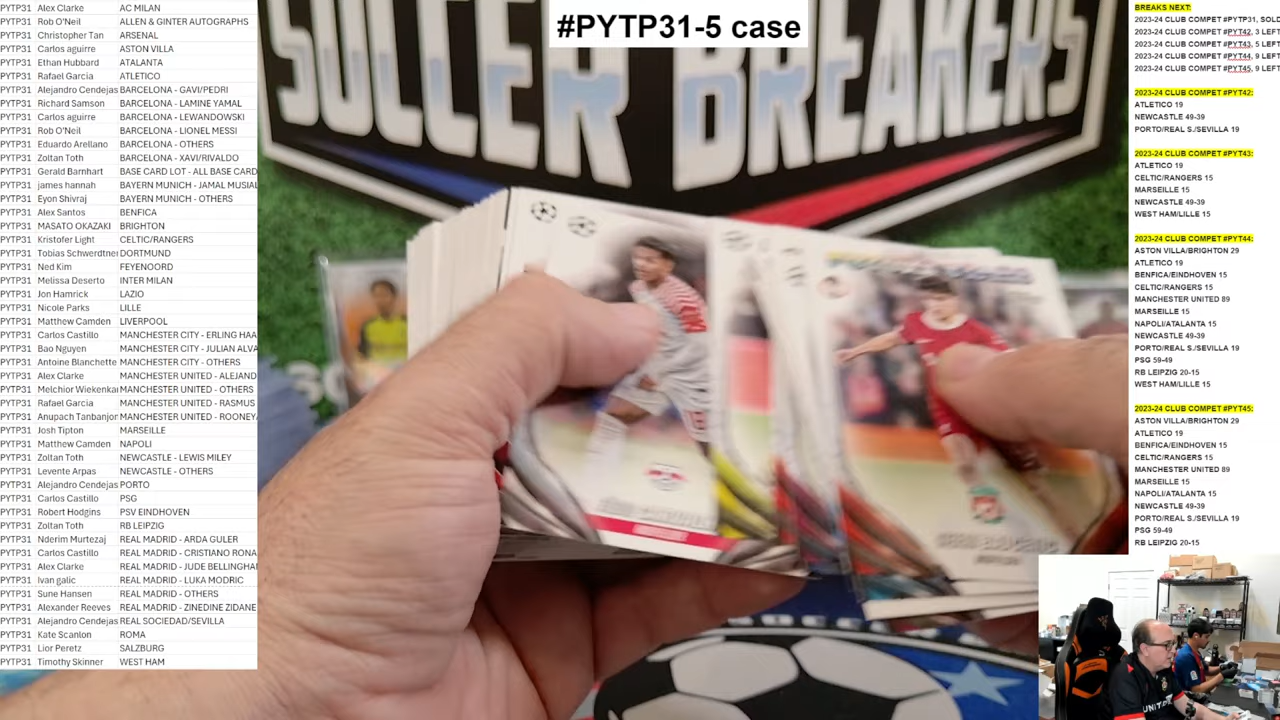 PYTP31 Alex Clarke AC MILAN
PYTP31 Rob O'Neil ALLEN & GINTER AUTOGRAPHS
PYTP31 Christopher Tan ARSENAL
PYTP31 Carlos aguirre ASTON VILLA
PYTP31 Ethan Hubbard ATALANTA
PYTP31 Rafael Garcia ATLETICO
PYTP31 Alejandro Cendejas BARCELONA - GAVI/PEDRI
PYTP31 Richard Samson BARCELONA - LAMINE YAMAL
PYTP31 Carlos aguirre BARCELONA - LEWANDOWSKI
PYTP31 Rob O'Neil BARCELONA - LIONEL MESSI
PYTP31 Eduardo Arellano BARCELONA - OTHERS
PYTP31 Zoltan Toth BARCELONA - XAVI/RIVALDO
PYTP31 Gerald Barnhart BASE CARD LOT - ALL BASE CARD
PYTP31 james hannah BAYERN MUNICH - JAMAL MUSIAL
PYTP31 Eyon Shivraj BAYERN MUNICH - OTHERS
PYTP31 Alex Santos BENFICA
PYTP31 MASATO OKAZAKI BRIGHTON
PYTP31 Kristofer Light CELTIC/RANGERS
PYTP31 Tobias Schwerdtner DORTMUND
PYTP31 Ned Kim FEYENOORD
PYTP31 Melissa Deserto INTER MILAN
PYTP31 Jon Hamrick LAZIO
PYTP31 Nicole Parks LILLE
PYTP31 Matthew Camden LIVERPOOL
PYTP31 Carlos Castillo MANCHESTER CITY - ERLING HAA
PYTP31 Bao Nguyen MANCHESTER CITY - JULIAN ALVA
PYTP31 Antoine Blanchette MANCHESTER CITY - OTHERS
PYTP31 Alex Clarke MANCHESTER UNITED - ALEJAND
PYTP31 Melchior Wiekenkar MANCHESTER UNITED - OTHERS
PYTP31 Rafael Garcia MANCHESTER UNITED - RASMUS
PYTP31 Anupach Tanbanjon MANCHESTER UNITED - ROONEY
PYTP31 Josh Tipton MARSEILLE
PYTP31 Matthew Camden NAPOLI
PYTP31 Zoltan Toth NEWCASTLE - LEWIS MILEY
PYTP31 Levente Arpas NEWCASTLE - OTHERS
PYTP31 Alejandro Cendejas PORTO
PYTP31 Carlos Castillo PSG
PYTP31 Robert Hodgins PSV EINDHOVEN
PYTP31 Zoltan Toth RB LEIPZIG
PYTP31 Nderim Murtezaj REAL MADRID - ARDA GULER
PYTP31 Carlos Castillo REAL MADRID - CRISTIANO RONA
PYTP31 Alex Clarke REAL MADRID - JUDE BELLINGHA
PYTP31 Ivan galic REAL MADRID - LUKA MODRIC
PYTP31 Sune Hansen REAL MADRID - OTHERS
PYTP31 Alexander Reeves REAL MADRID - ZINEDINE ZIDANE
PYTP31 Alejandro Cendejas REAL SOCIEDAD/SEVILLA
PYTP31 Kate Scanlon ROMA
PYTP31 Lior Peretz SALZBURG
PYTP31 Timothy Skinner WEST HAM
#PYTP31-5 case
SOCCER BREAKERS
BREAKS NEXT:
2023-24 CLUB COMPET #PYTP31, SOLD
2023-24 CLUB COMPET #PYT42, 3 LEFT
2023-24 CLUB COMPET #PYT43, 5 LEFT
2023-24 CLUB COMPET #PYT44, 9 LEFT
2023-24 CLUB COMPET #PYT45, 9 LEFT
2023-24 CLUB COMPET #PYT42:
ATLETICO 19
NEWCASTLE 49-39
PORTO/REAL S./SEVILLA 19
2023-24 CLUB COMPET #PYT43:
ATLETICO 19
CELTIC/RANGERS 15
MARSEILLE 15
NEWCASTLE 49-39
WEST HAM/LILLE 15
2023-24 CLUB COMPET #PYT44:
ASTON VILLA/BRIGHTON 29
ATLETICO 19
BENFICA/EINDHOVEN 15
CELTIC/RANGERS 15
MANCHESTER UNITED 89
MARSEILLE 15
NAPOLI/ATALANTA 15
NEWCASTLE 49-39
PORTO/REAL S./SEVILLA 19
PSG 59-49
RB LEIPZIG 20-15
WEST HAM/LILLE 15
2023-24 CLUB COMPET #PYT45:
ASTON VILLA/BRIGHTON 29
ATLETICO 19
BENFICA/EINDHOVEN 15
CELTIC/RANGERS 15
MANCHESTER UNITED 89
MARSEILLE 15
NAPOLI/ATALANTA 15
NEWCASTLE 49-39
PORTO/REAL S./SEVILLA 19
PSG 59-49
RB LEIPZIG 20-15